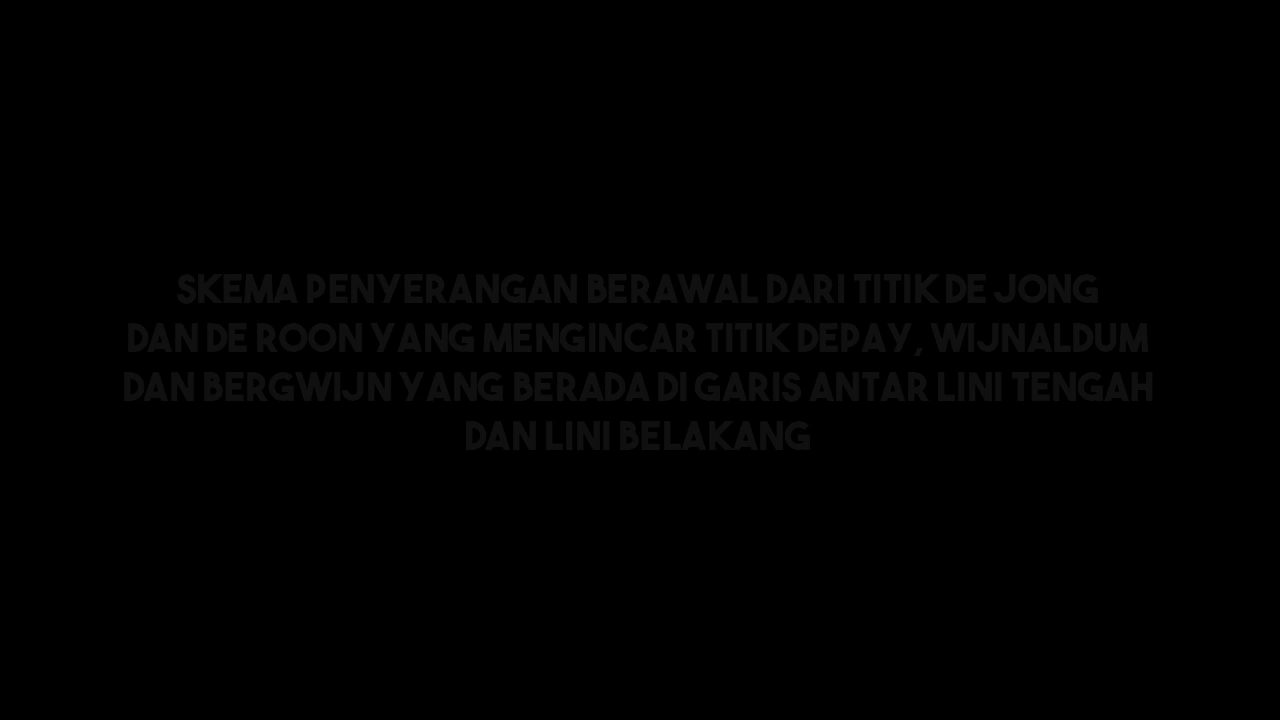 SKEMA PENYERANGAN BERAWAL DARI TITIK DE JONG
DAN DE ROON YANG MENGINCAR TITIK DEPAY, WIJNALDUM
DAN BERGWIJN YANG BERADA DI GARIS ANTAR LINI TENGAH
DAN LINI BELAKANG